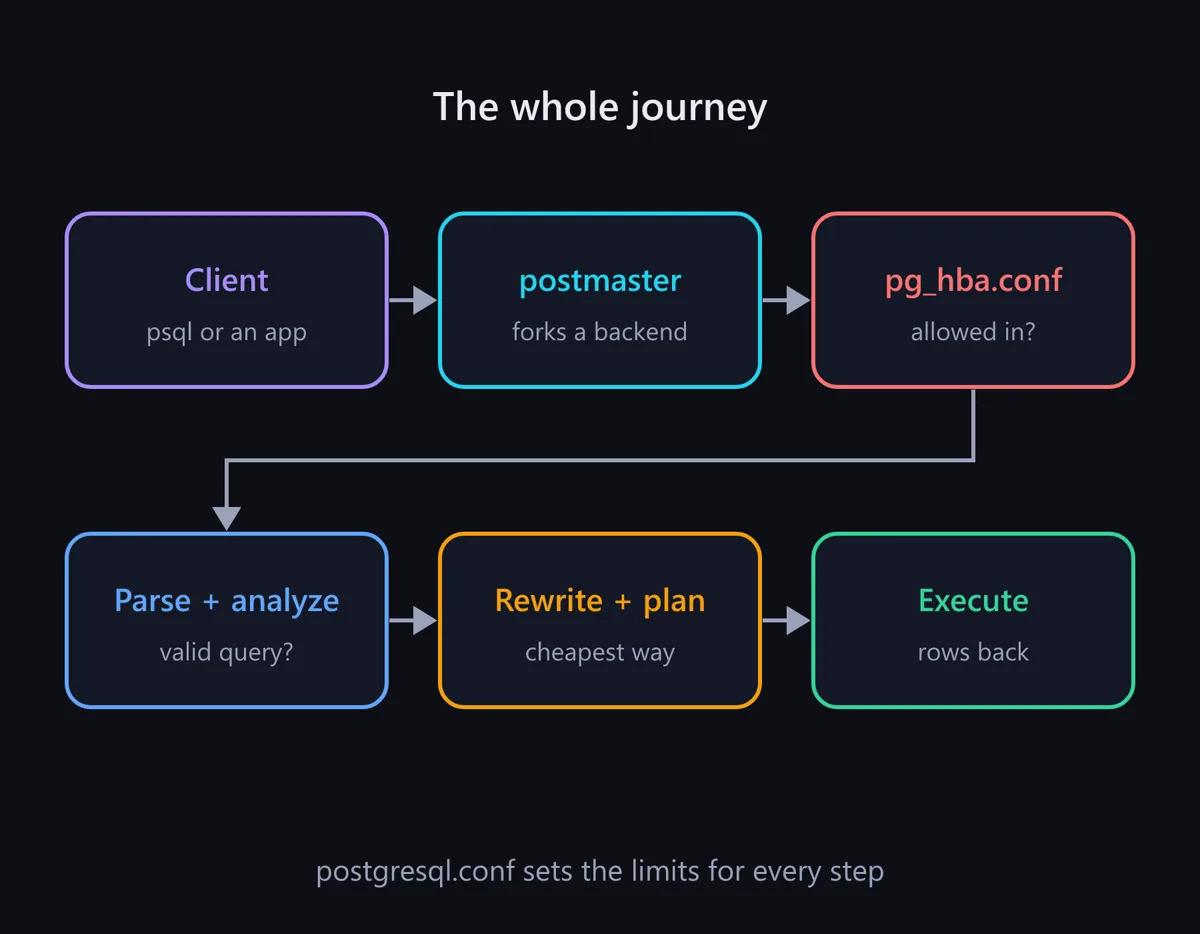 The whole journey
Client
psql or an app
postmaster
forks a backend
pg_hba.conf
allowed in?
Parse + analyze
valid query?
Rewrite + plan
cheapest way
Execute
rows back
postgresql.conf sets the limits for every step